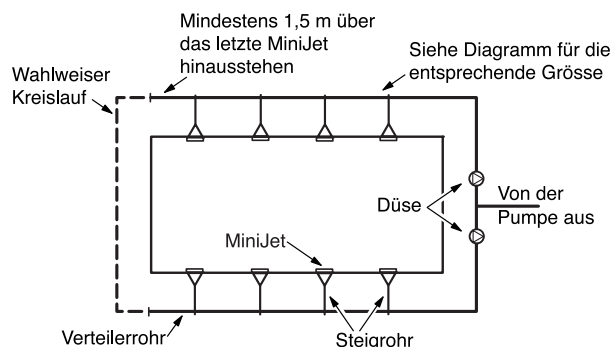 Mindestens 1,5 m über
das letzte MiniJet
hinausstehen
Siehe Diagramm für die
entsprechende Grösse
Wahlweiser
Kreislauf
Düse
Von der
Pumpe aus
MiniJet
Verteilerrohr
Steigrohr